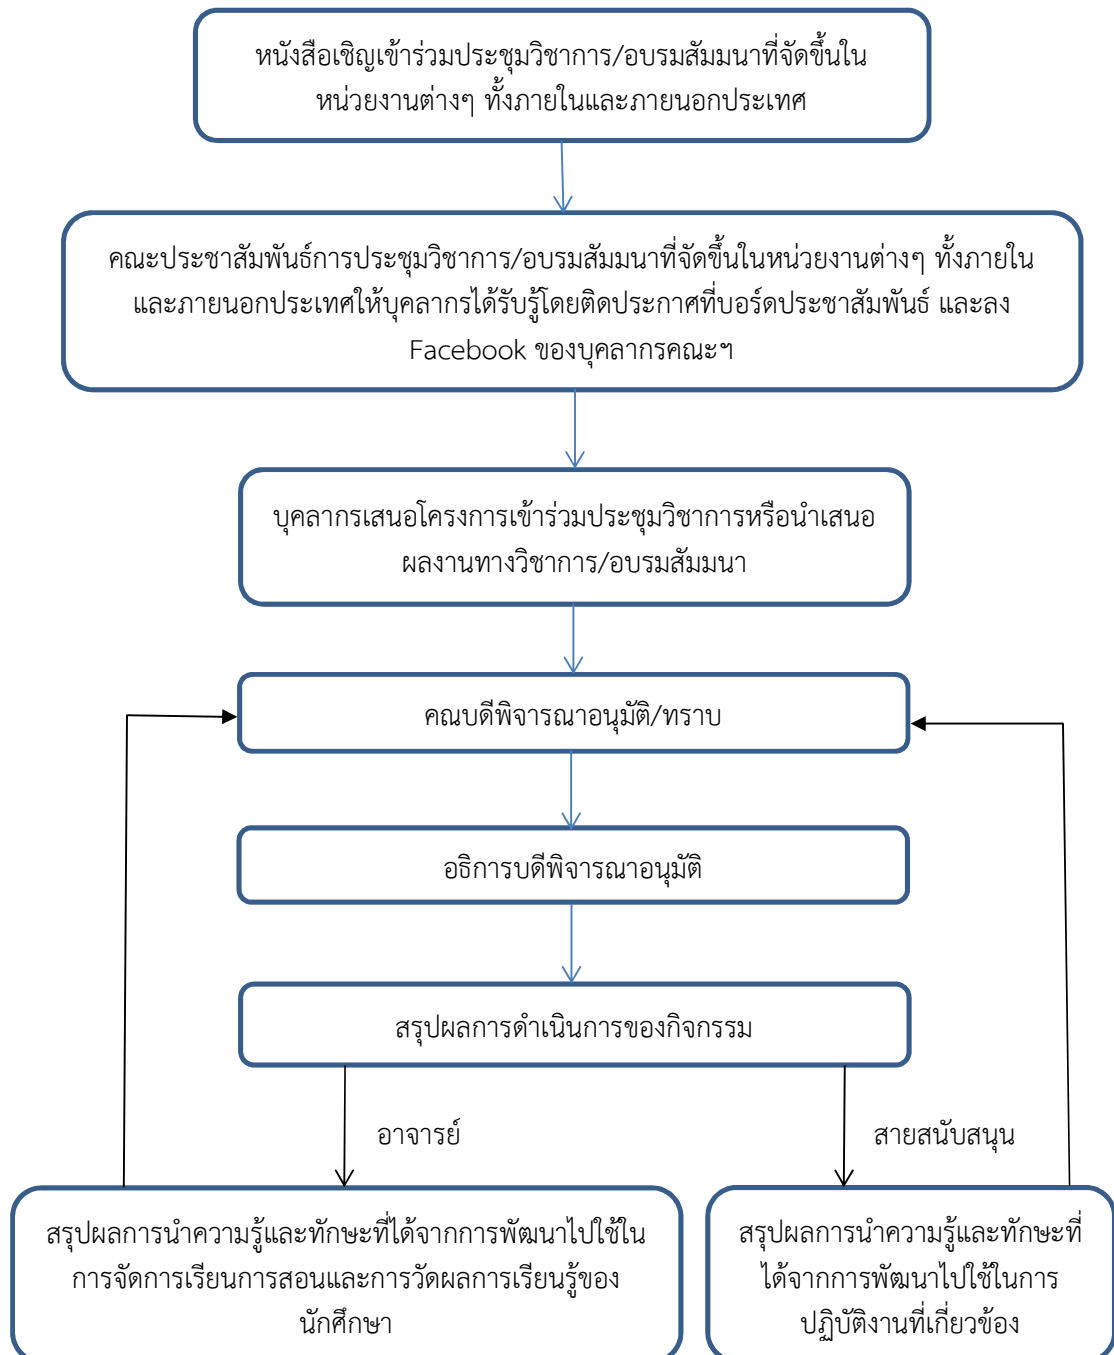 หนังสือเชิญเข้าร่วมประชุมวิชาการ/อบรมสัมมนาที่จัดขึ้นใน
หน่วยงานต่างๆ ทั้งภายในและภายนอกประเทศ
คณะประชาสัมพันธ์การประชุมวิชาการ/อบรมสัมมนาที่จัดขึ้นในหน่วยงานต่างๆ ทั้งภายใน
และภายนอกประเทศให้บุคลากรได้รับรู้โดยติดประกาศที่บอร์ดประชาสัมพันธ์ และลง
Facebook ของบุคลากรคณะฯ
บุคลากรเสนอโครงการเข้าร่วมประชุมวิชาการหรือนำเสนอ
ผลงานทางวิชาการ/อบรมสัมมนา
คณบดีพิจารณาอนุมัติ/ทราบ
อธิการบดีพิจารณาอนุมัติ
สรุปผลการดำเนินการของกิจกรรม
อาจารย์
สายสนับสนุน
สรุปผลการนำความรู้และทักษะที่ได้จากการพัฒนาไปใช้ใน
การจัดการเรียนการสอนและการวัดผลการเรียนรู้ของ
นักศึกษา
สรุปผลการนำความรู้และทักษะที่
ได้จากการพัฒนาไปใช้ในการ
ปฏิบัติงานที่เกี่ยวข้อง